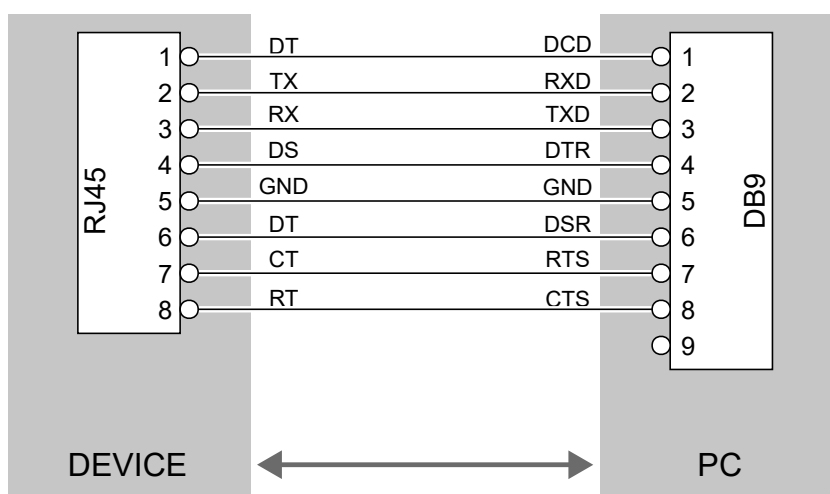 1 DT DCD 1
2 TX RXD 2
3 RX TXD 3
4 DS DTR 4
RJ45
5 GND GND 5
DB9
6 DT DSR 6
7 CT RTS 7
8 RT CTS 8
9
DEVICE PC